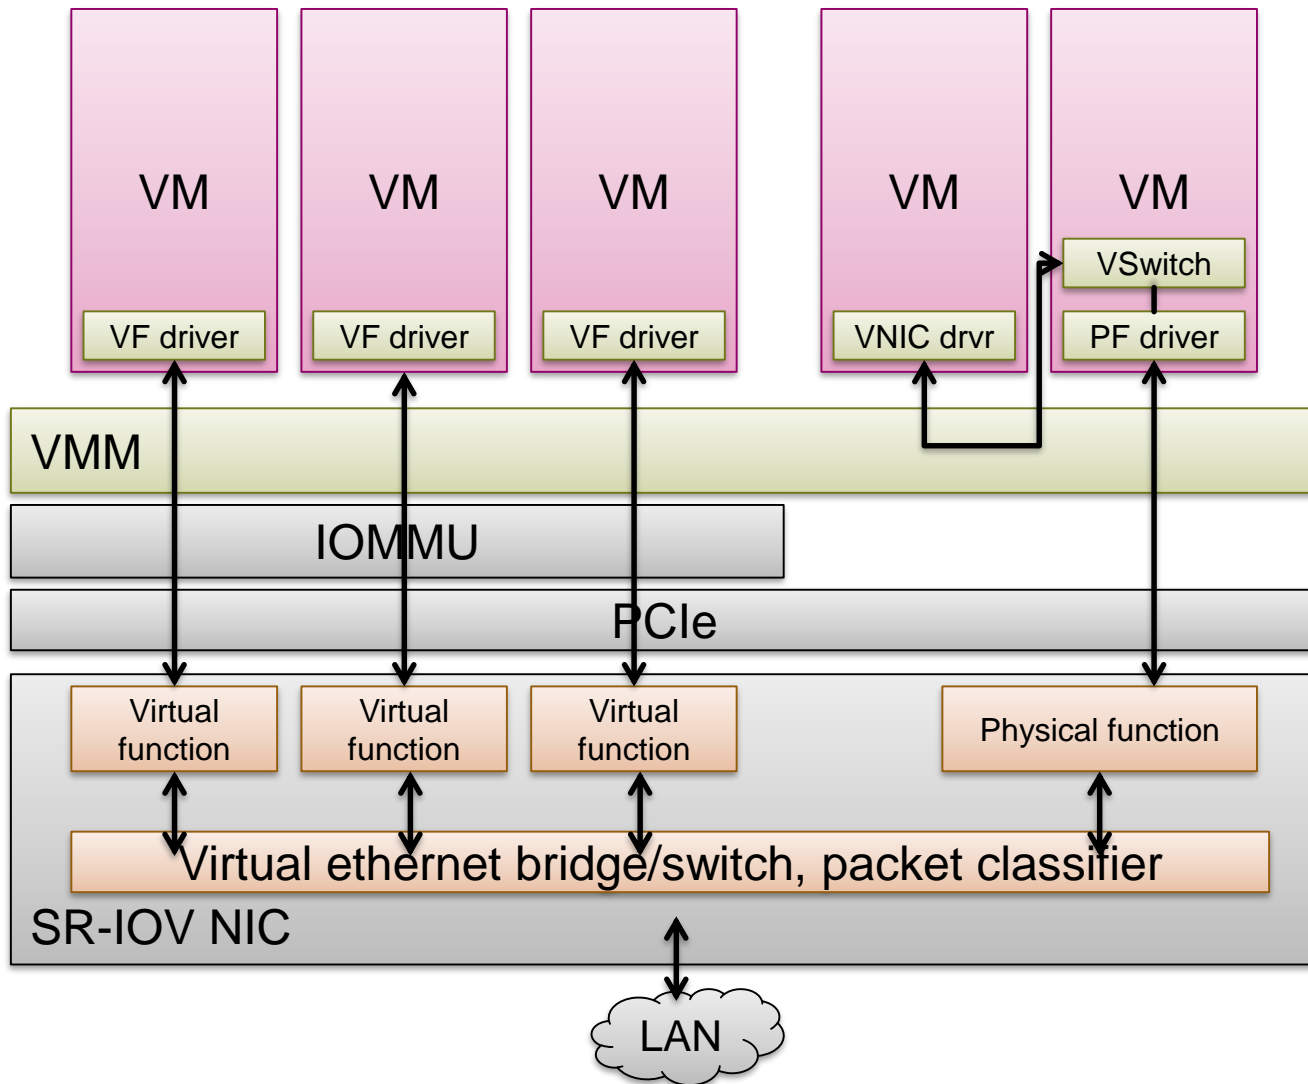 VM
VM
VM
VM
VM
VSwitch
VF driver
VF driver
VF driver
VNIC drvr
PF driver
VMM
IOMMU
PCIe
Virtual
function
Virtual
function
Virtual
function
Physical function
Virtual ethernet bridge/switch, packet classifier
SR-IOV NIC
LAN